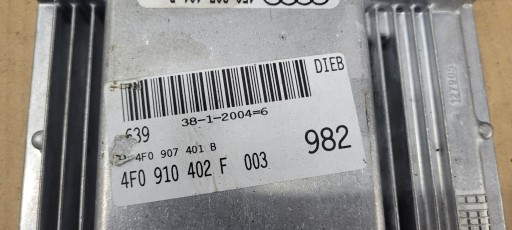 DIEB
38-1-2004=6
639
4F0 907 401 B
982
4F0 910 402 F 003